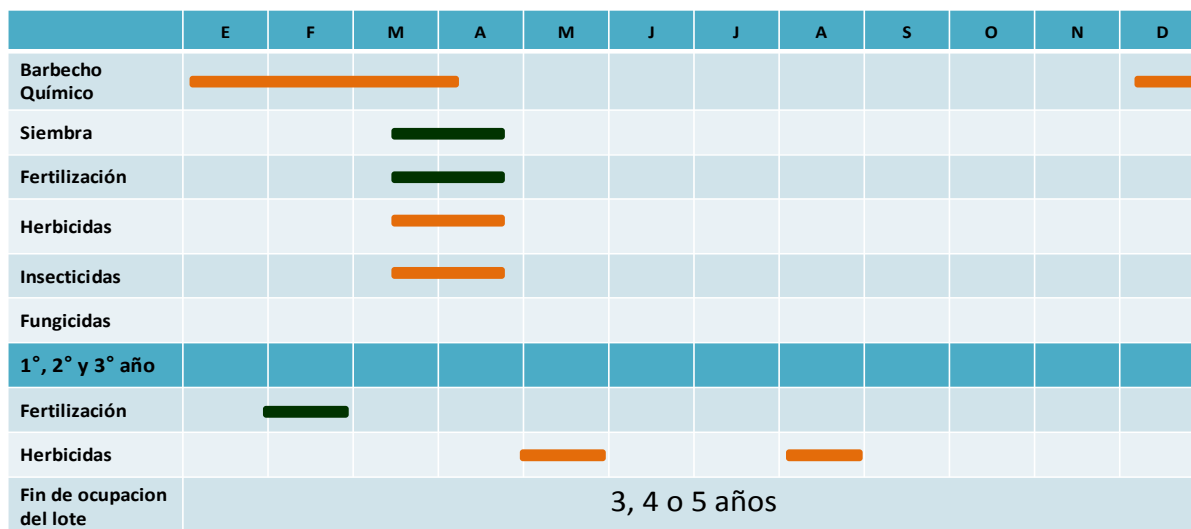 E F M A M J J A S O N D
Barbecho
Químico
Siembra
Fertilización
Herbicidas
Insecticidas
Fungicidas
1°, 2° y 3° año
Fertilización
Herbicidas
Fin de ocupacion
del lote
3, 4 o 5 años